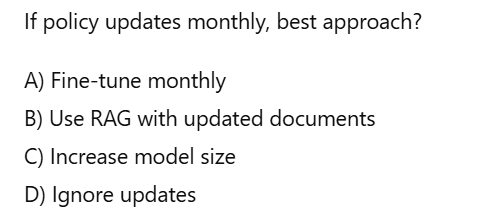 If policy updates monthly, best approach?
A) Fine-tune monthly
B) Use RAG with updated documents
C) Increase model size
D) Ignore updates